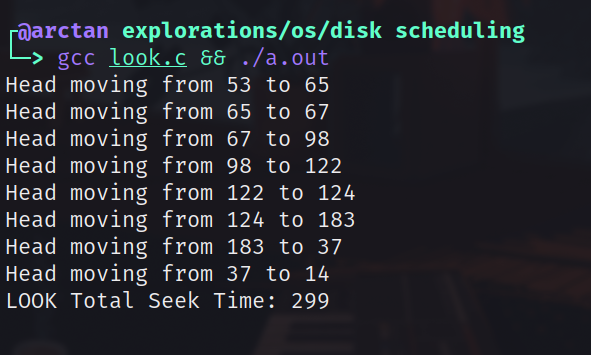 @arctan explorations/os/disk scheduling
> gcc look.c && ./a.out
Head moving from 53 to 65
Head moving from 65 to 67
Head moving from 67 to 98
Head moving from 98 to 122
Head moving from 122 to 124
Head moving from 124 to 183
Head moving from 183 to 37
Head moving from 37 to 14
LOOK Total Seek Time: 299